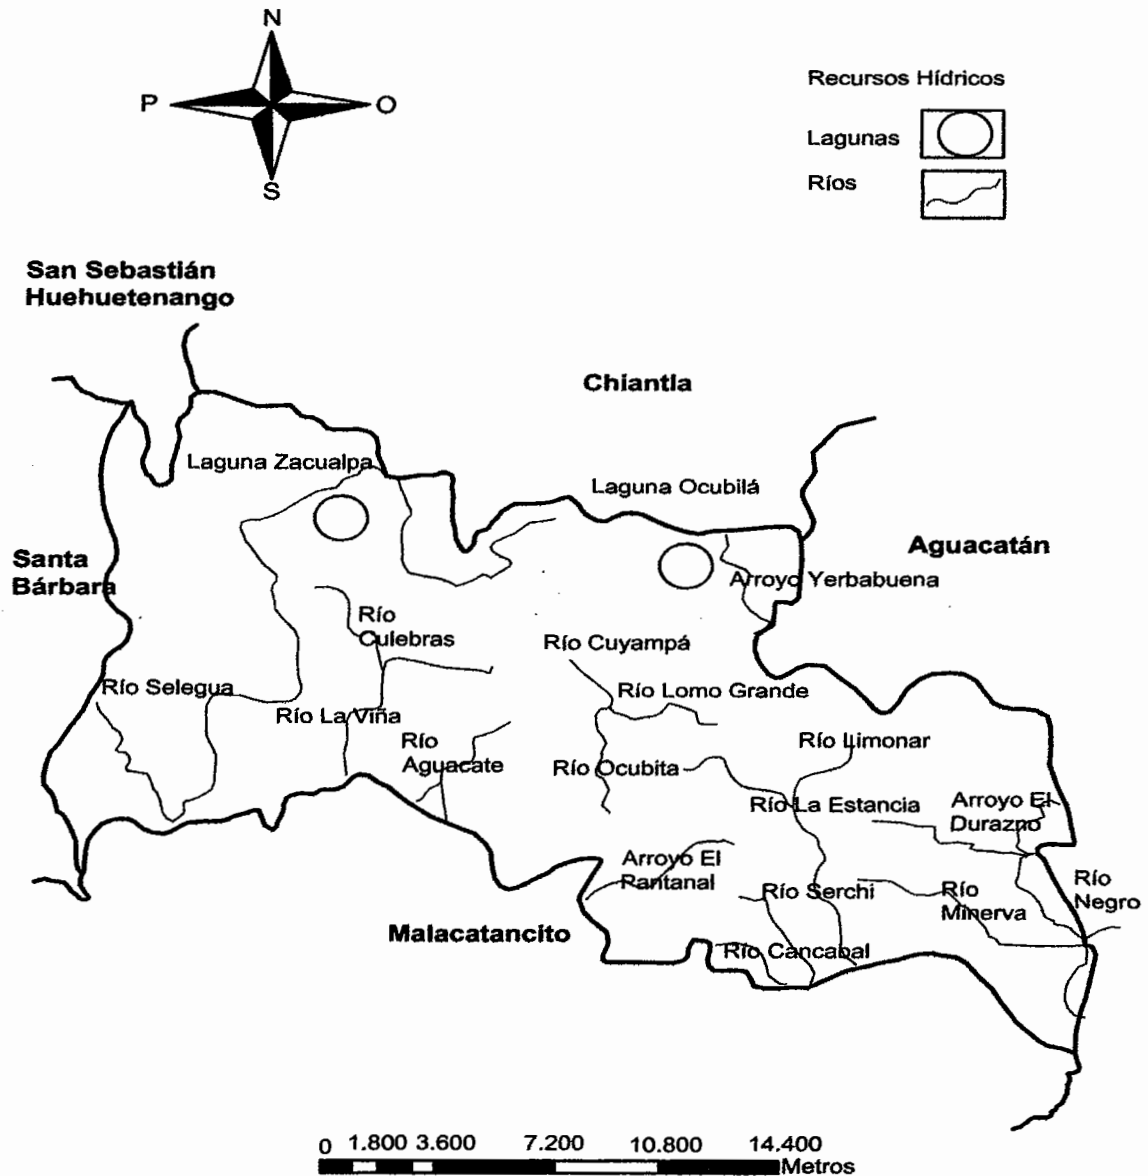 N
P
O
S
Recursos Hídricos
Lagunas
Ríos
San Sebastián
Huehuetenango
Chiantla
Laguna Zacualpa
Laguna Ocubilá
Santa
Bárbara
Aguacatán
Arroyo Yerbabuena
Río
Culebras
Río Cuyampá
Río Selegua
Río Lomo Grande
Río La Viña
Río
Aguacate
Río Limonar
Río Ocubita
Río La Estancia
Arroyo El
Durazno
Arroyo El
Pantanal
Río Serchi
Río
Minerva
Río
Negro
Malacatancito
Río Cancabal
0 1.800 3.600 7.200 10.800 14.400
Metros